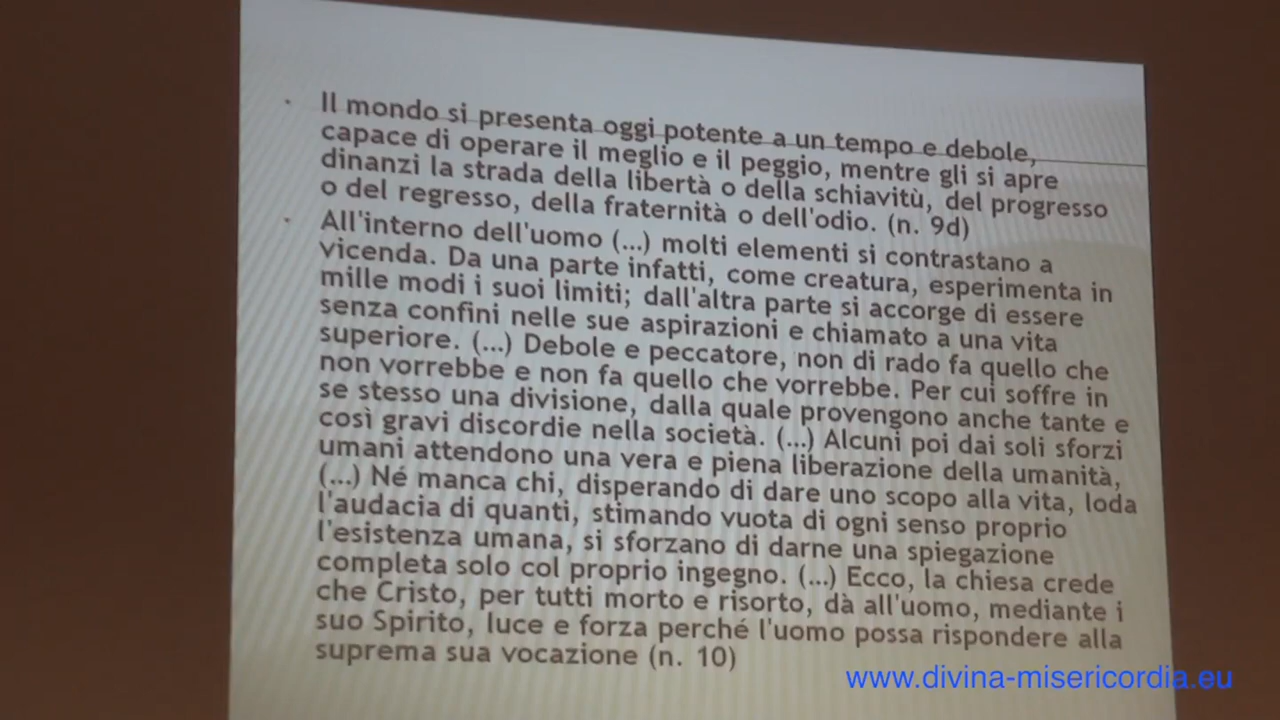 · Il mondo si presenta oggi potente a un tempo e debole,
capace di operare il meglio e il peggio, mentre gli si apre
dinanzi la strada della libertà o della schiavitù, del progresso
o del regresso, della fraternità o dell'odio. (n. 9d)
· All'interno dell'uomo (...) molti elementi si contrastano a
vicenda. Da una parte infatti, come creatura, esperimenta in
mille modi i suoi limiti; dall'altra parte si accorge di essere
senza confini nelle sue aspirazioni e chiamato a una vita
superiore. (...) Debole e peccatore, non di rado fa quello che
non vorrebbe e non fa quello che vorrebbe. Per cui soffre in
se stesso una divisione, dalla quale provengono anche tante e
così gravi discordie nella società. (...) Alcuni poi dai soli sforzi
umani attendono una vera e piena liberazione della umanità,
(...) Né manca chi, disperando di dare uno scopo alla vita, loda
l'audacia di quanti, stimando vuota di ogni senso proprio
l'esistenza umana, si sforzano di darne una spiegazione
completa solo col proprio ingegno. (...) Ecco, la chiesa crede
che Cristo, per tutti morto e risorto, dà all'uomo, mediante i
suo Spirito, luce e forza perché l'uomo possa rispondere alla
suprema sua vocazione (n. 10)
www.divina-misericordia.eu